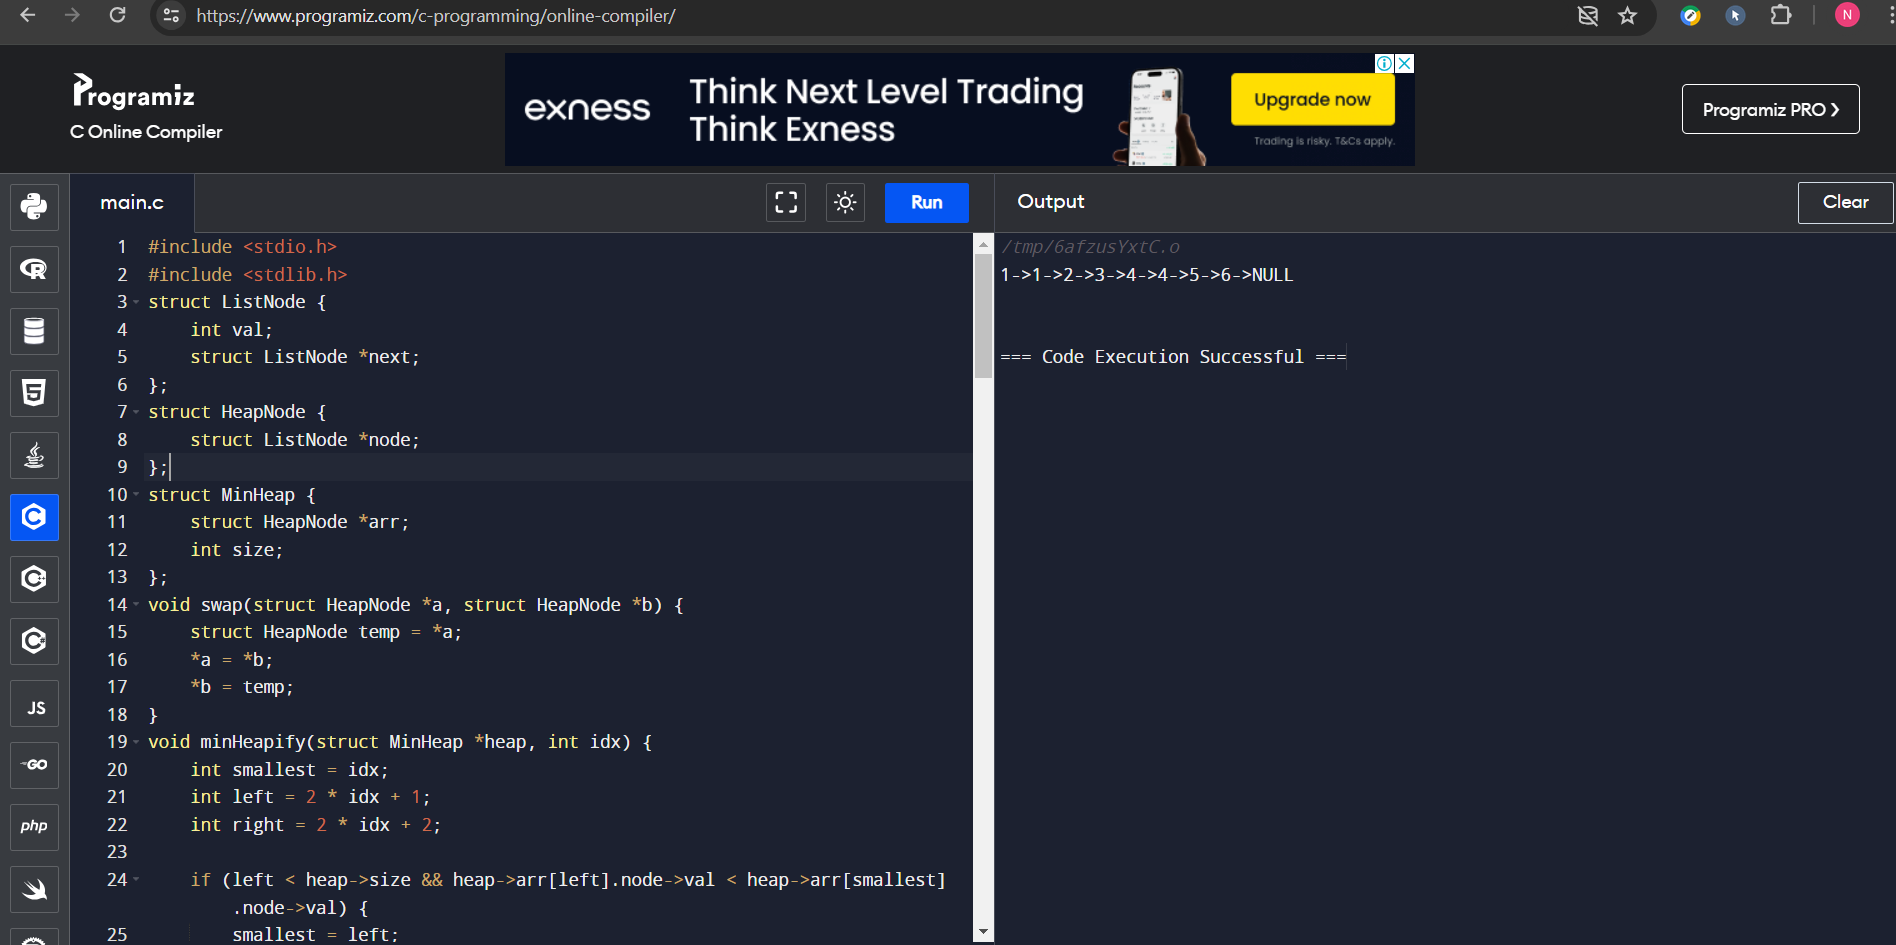 https://www.programiz.com/c-programming/online-compiler/
N
Programiz
C Online Compiler
exness
Think Next Level Trading
Think Exness
Upgrade now
Trading is risky. T&Cs apply.
Programiz PRO ❯
main.c
Run
Output
Clear
1 #include <stdio.h>
2 #include <stdlib.h>
3 struct ListNode {
4     int val;
5     struct ListNode *next;
6 };
7 struct HeapNode {
8     struct ListNode *node;
9 };
10 struct MinHeap {
11     struct HeapNode *arr;
12     int size;
13 };
14 void swap(struct HeapNode *a, struct HeapNode *b) {
15     struct HeapNode temp = *a;
16     *a = *b;
17     *b = temp;
18 }
19 void minHeapify(struct MinHeap *heap, int idx) {
20     int smallest = idx;
21     int left = 2 * idx + 1;
22     int right = 2 * idx + 2;
23
24     if (left < heap->size && heap->arr[left].node->val < heap->arr[smallest]
.node->val) {
25         smallest = left;
/tmp/6afzusYxtC.o
1->1->2->3->4->4->5->6->NULL
=== Code Execution Successful ===
JS
GO
php